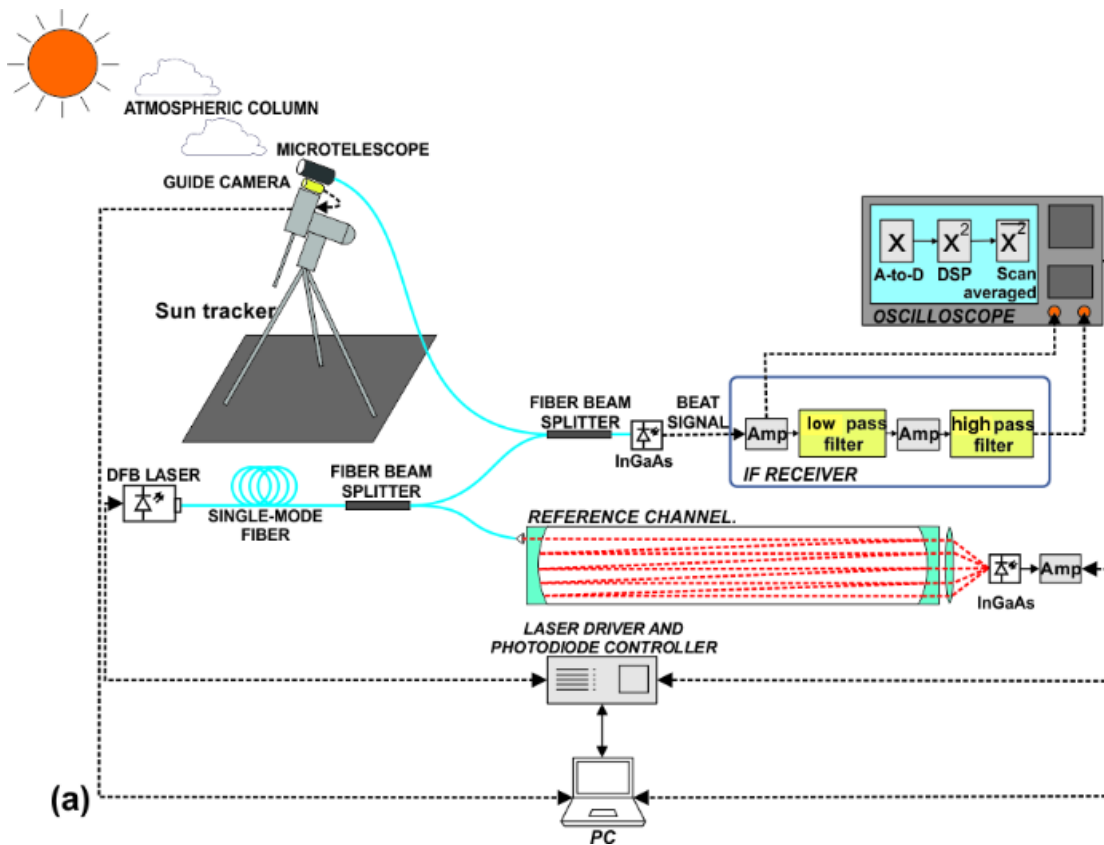 ATMOSPHERIC COLUMN
MICROTELESCOPE
GUIDE CAMERA
Sun tracker
X
X²
X²
A-to-D
DSP
Scan
averaged
OSCILLOSCOPE
FIBER BEAM
SPLITTER
BEAT
SIGNAL
InGaAs
Amp
low pass
filter
Amp
high pass
filter
IF RECEIVER
DFB LASER
SINGLE-MODE
FIBER
FIBER BEAM
SPLITTER
REFERENCE CHANNEL.
InGaAs
Amp
LASER DRIVER AND
PHOTODIODE CONTROLLER
(a)
PC